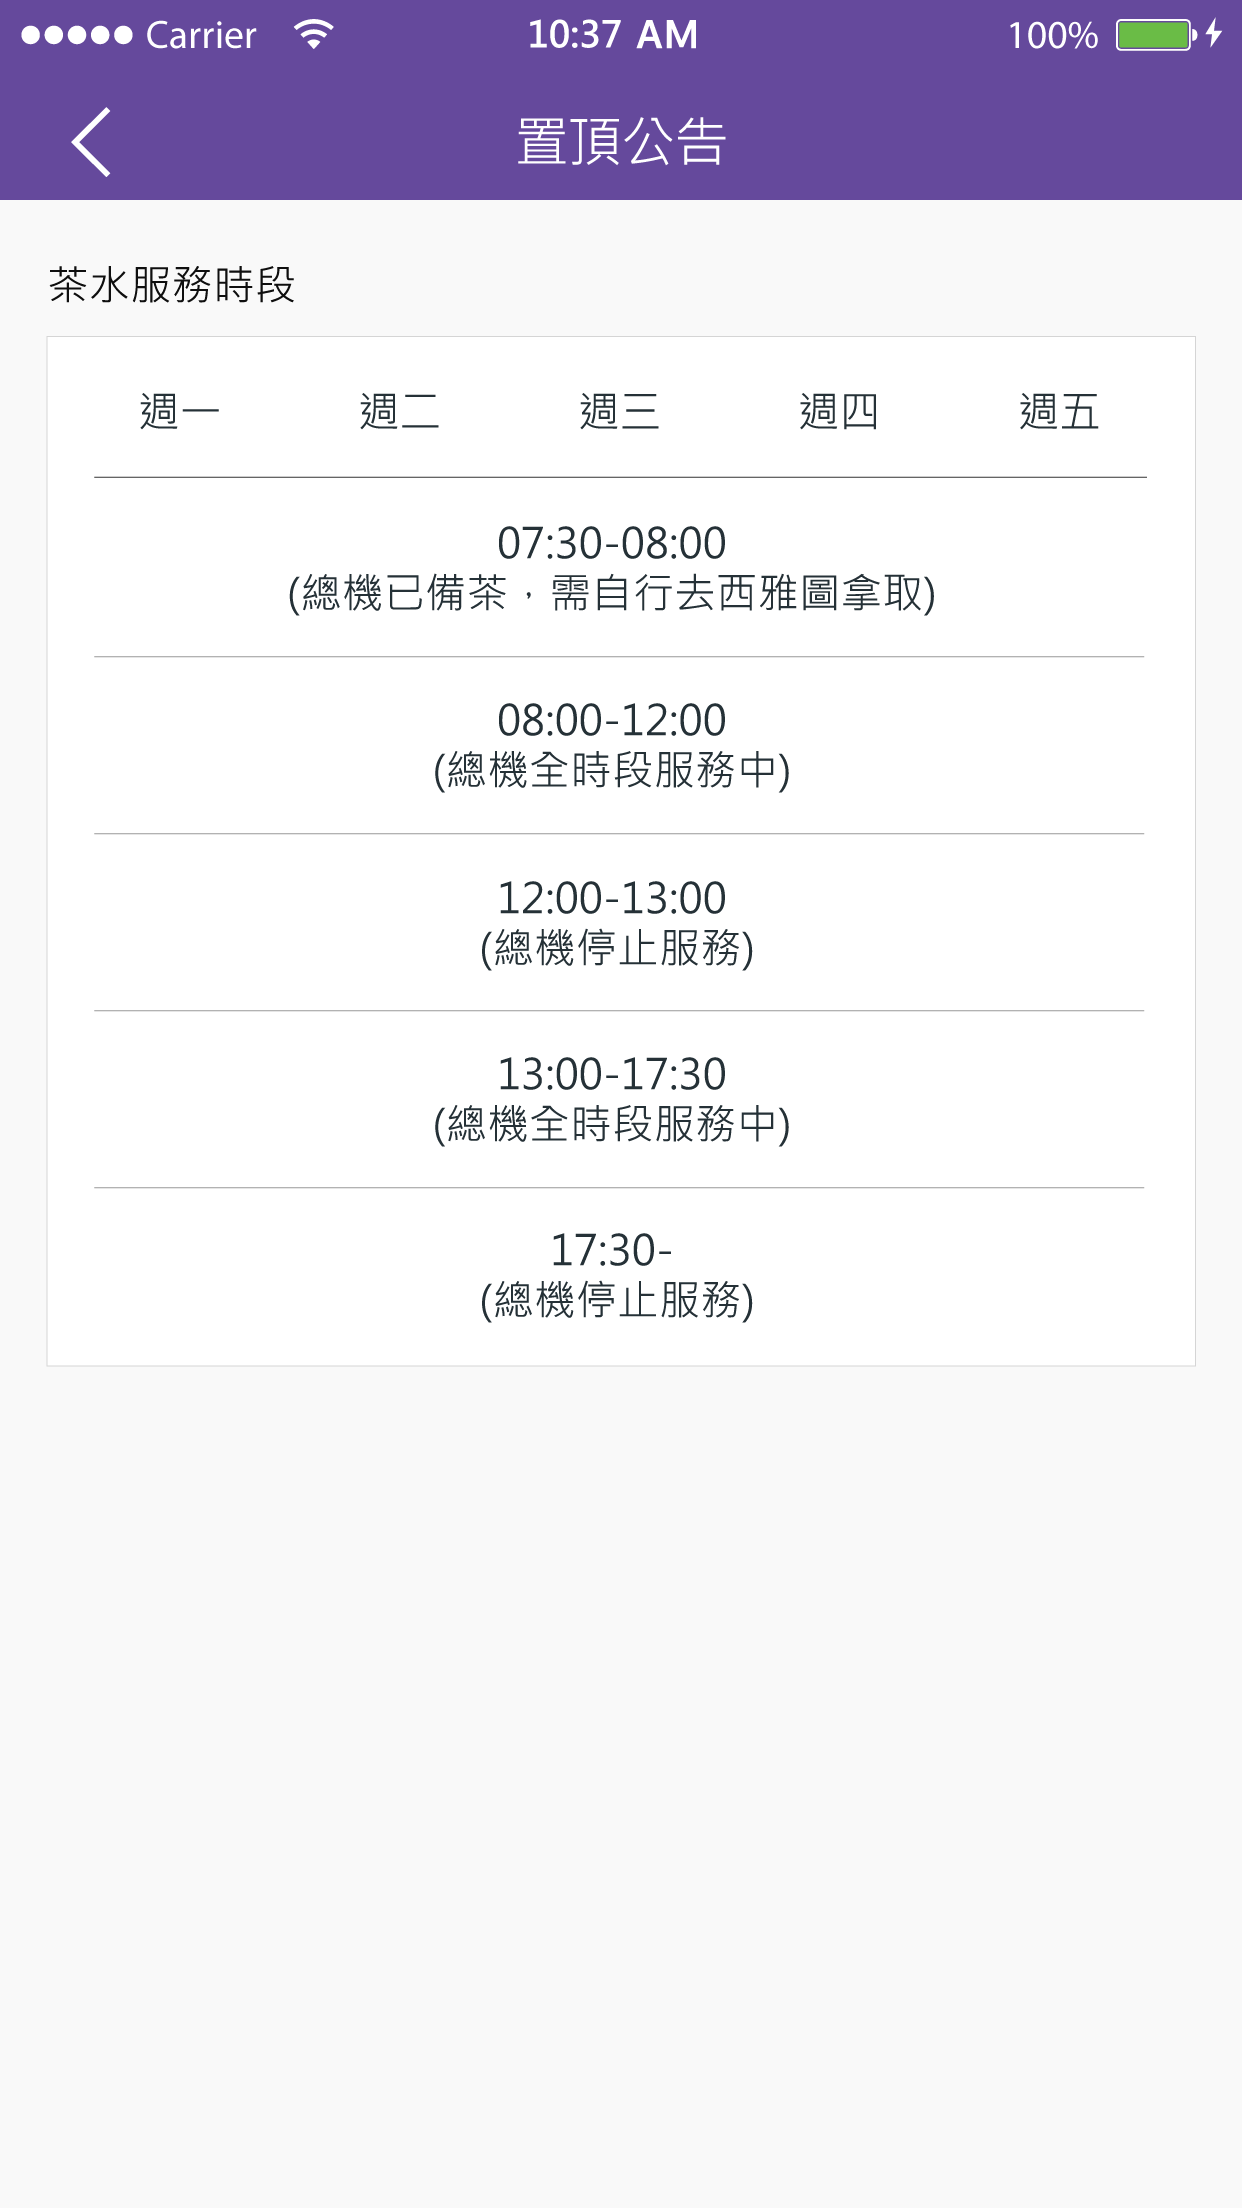 Carrier 10:37 AM 100%
置頂公告
茶水服務時段
週一 週二 週三 週四 週五
07:30-08:00
(總機已備茶，需自行去西雅圖拿取)
08:00-12:00
(總機全時段服務中)
12:00-13:00
(總機停止服務)
13:00-17:30
(總機全時段服務中)
17:30-
(總機停止服務)